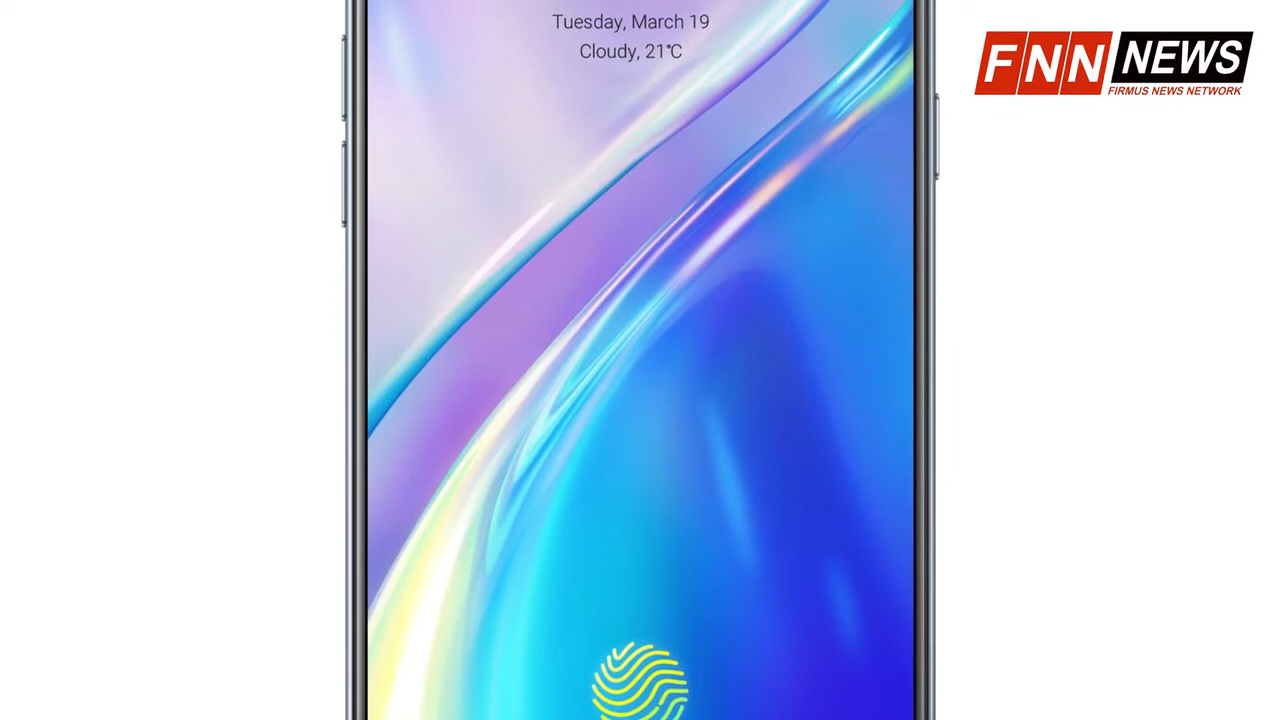 Tuesday, March 19
Cloudy, 21℃
FNN NEWS
FIRMUS NEWS NETWORK